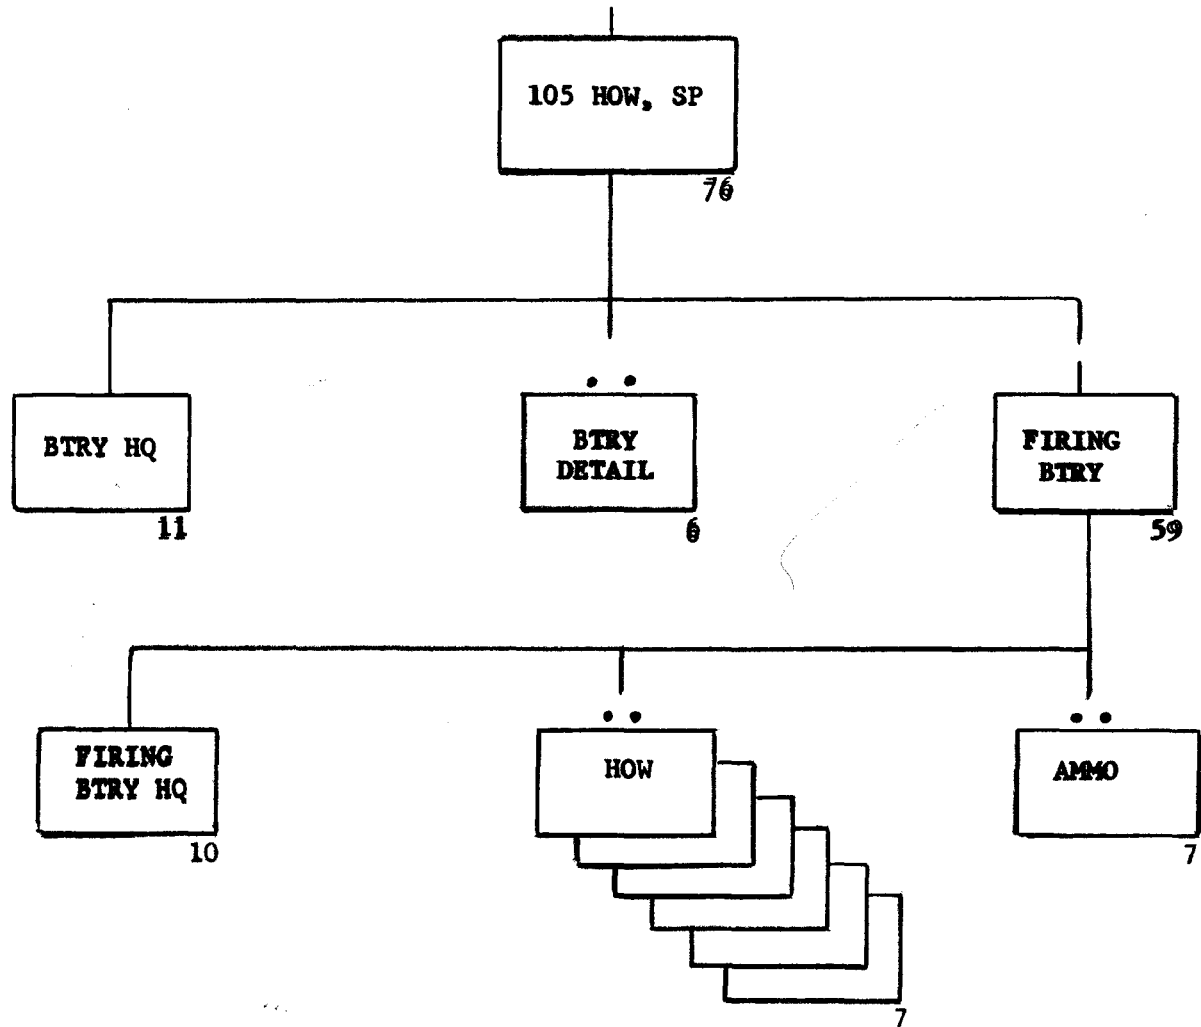 105 HOW, SP
76
BTRY HQ
11
BTRY
DETAIL
6
FIRING
BTRY
59
FIRING
BTRY HQ
10
HOW
7
AMMO
7